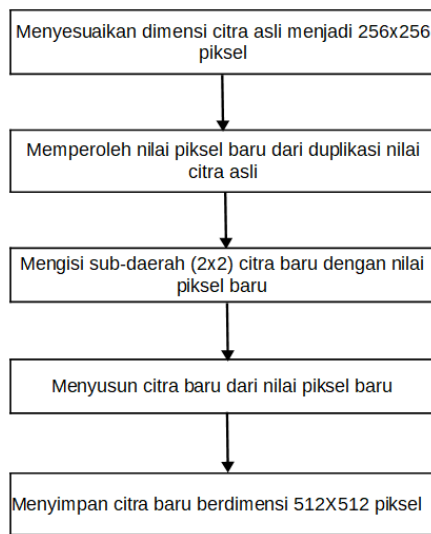 Menyesuaikan dimensi citra asli menjadi 256x256
piksel
Memperoleh nilai piksel baru dari duplikasi nilai
citra asli
Mengisi sub-daerah (2x2) citra baru dengan nilai
piksel baru
Menyusun citra baru dari nilai piksel baru
Menyimpan citra baru berdimensi 512X512 piksel